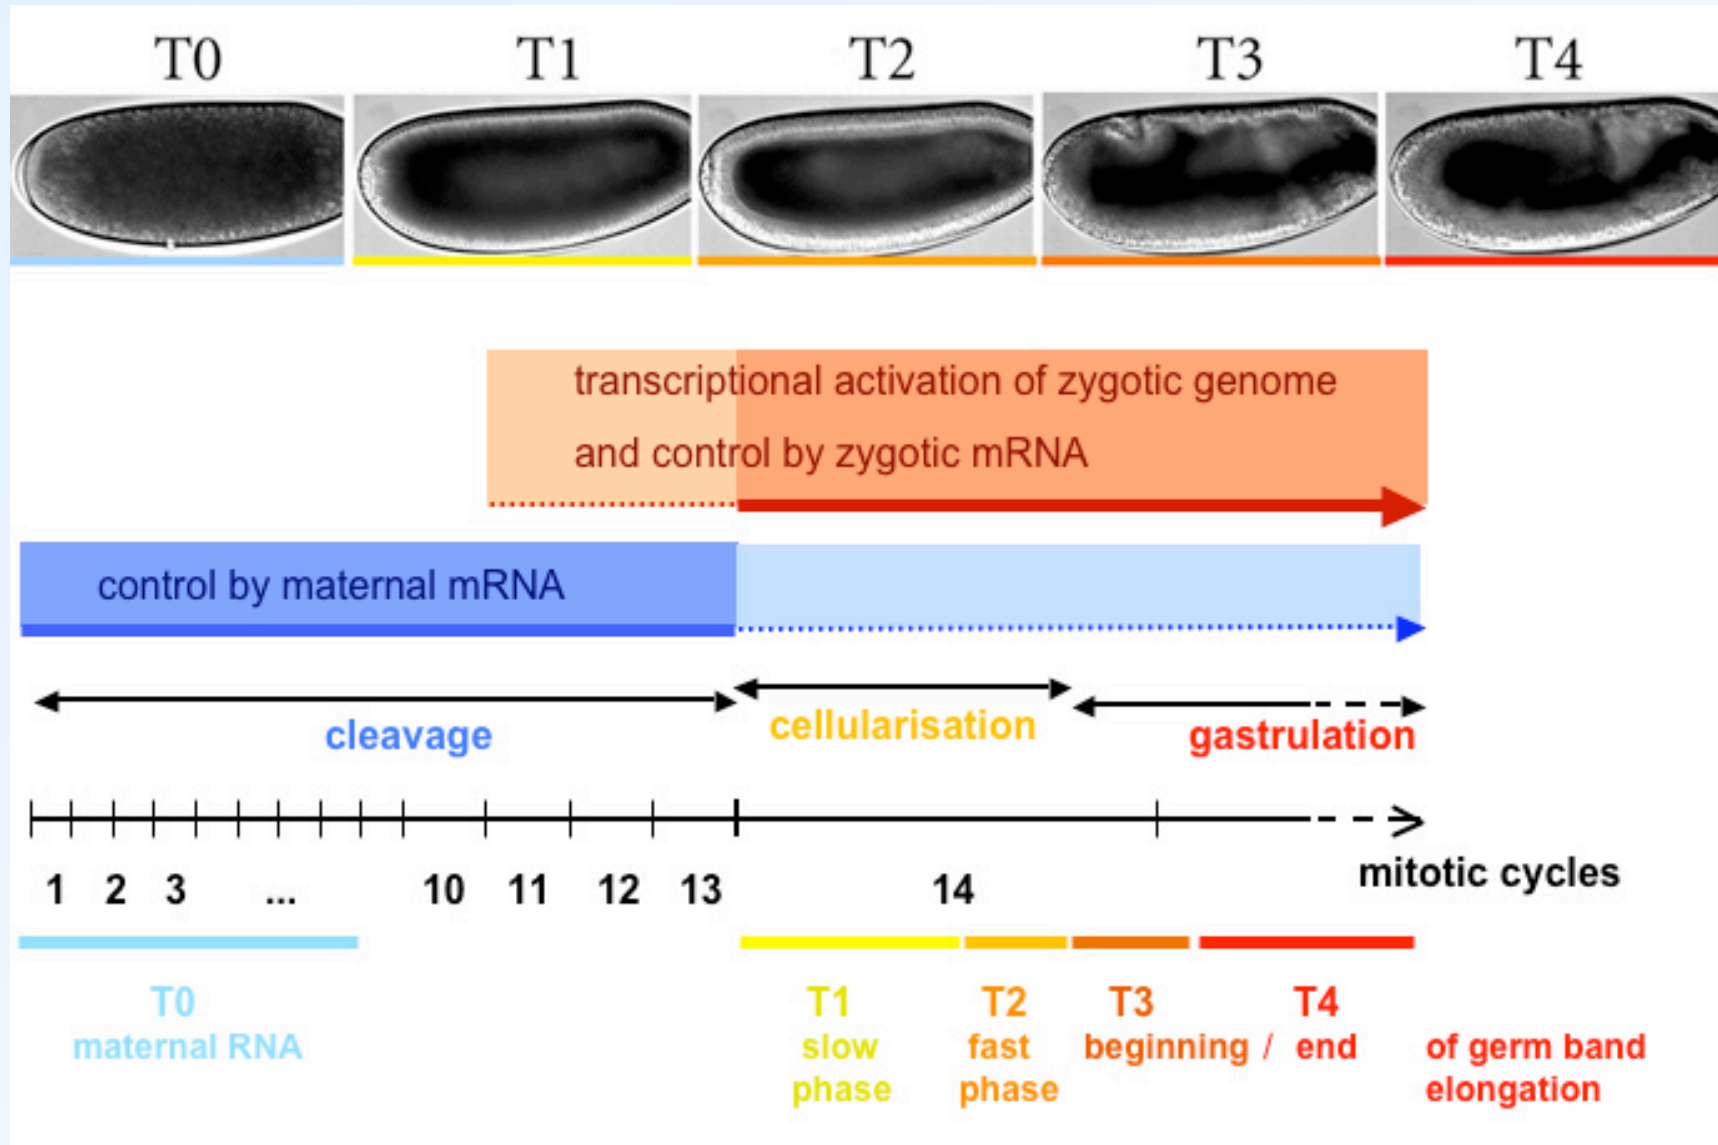 T0 T1 T2 T3 T4
transcriptional activation of zygotic genome
and control by zygotic mRNA
control by maternal mRNA
cleavage
cellularisation
gastrulation
1 2 3 ... 10 11 12 13 14
mitotic cycles
T0 T1 T2 T3 T4
maternal RNA slow fast beginning / end of germ band
phase phase elongation